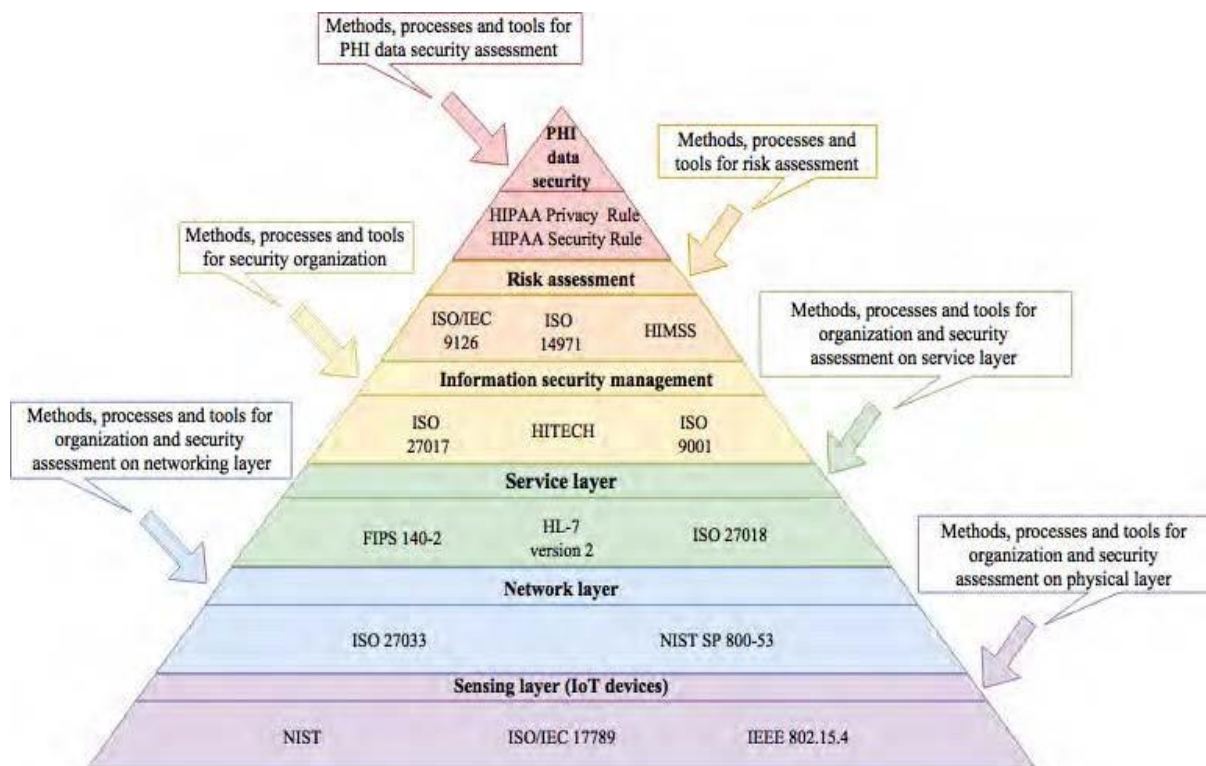 Methods, processes and tools for
PHI data security assessment
PHI
data
security
Methods, processes and
tools for risk assessment
HIPAA Privacy Rule
HIPAA Security Rule
Methods, processes and tools
for security organization
Risk assessment
ISO/IEC
9126
ISO
14971
HIMSS
Methods, processes and tools for
organization and security
assessment on service layer
Information security management
ISO
27017
HITECH
ISO
9001
Methods, processes and tools for
organization and security
assessment on networking layer
Service layer
FIPS 140-2
HL-7
version 2
ISO 27018
Methods, processes and tools for
organization and security
assessment on physical layer
Network layer
ISO 27033
NIST SP 800-53
Sensing layer (IoT devices)
NIST
ISO/IEC 17789
IEEE 802.15.4